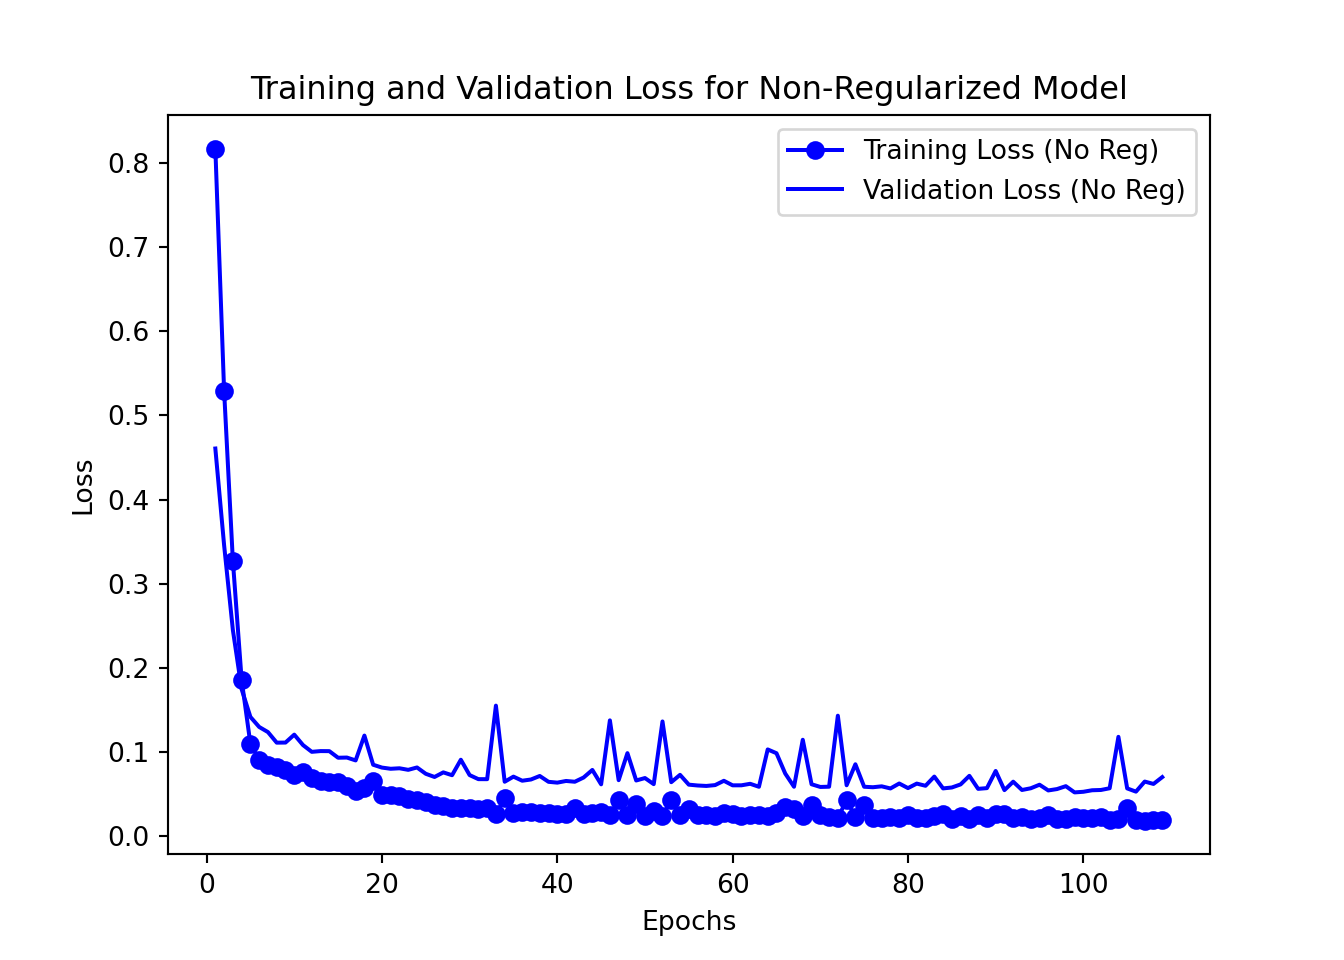 Training and Validation Loss for Non-Regularized Model
Training Loss (No Reg)
Validation Loss (No Reg)
0.8
0.7
0.6
0.5
0.4
0.3
0.2
0.1
0.0
Loss
0 20 40 60 80 100
Epochs